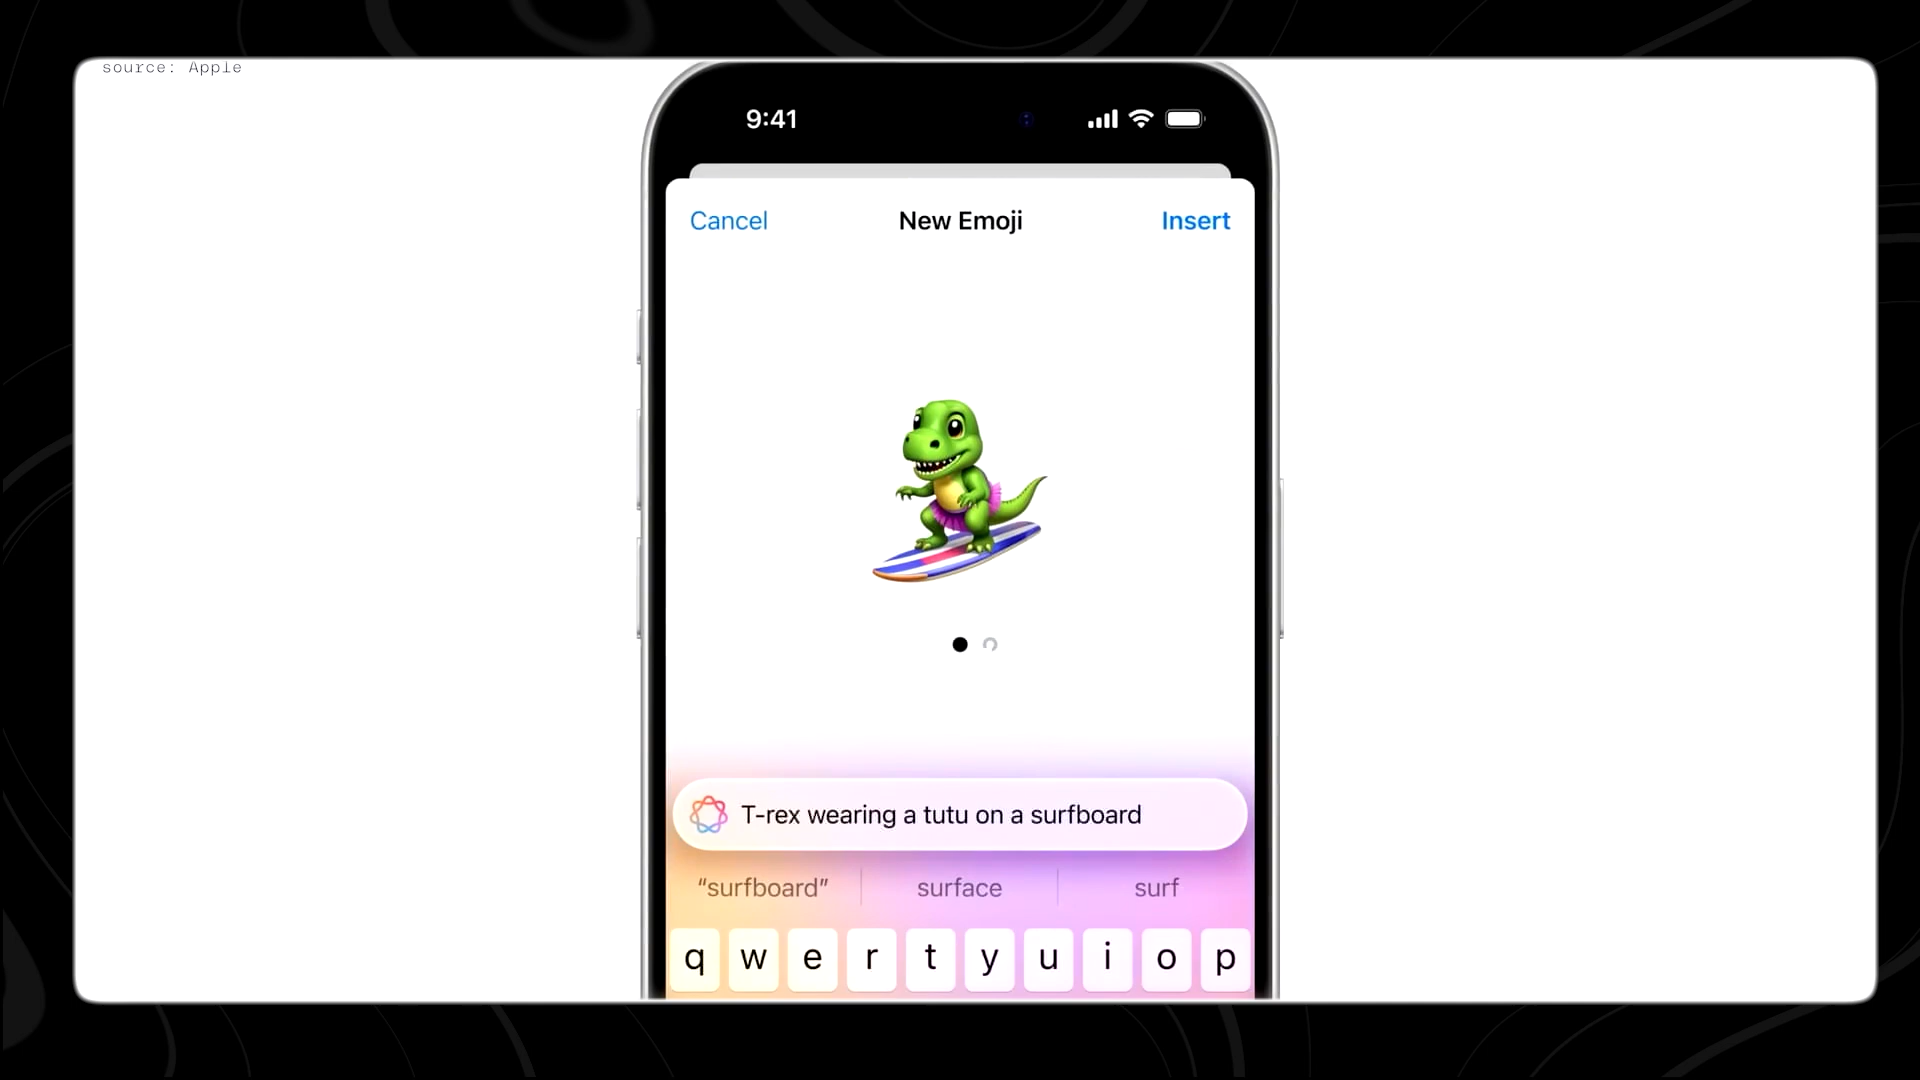 source: Apple
9:41
Cancel New Emoji Insert
T-rex wearing a tutu on a surfboard
“surfboard” surface surf
q w e r t y u i o p